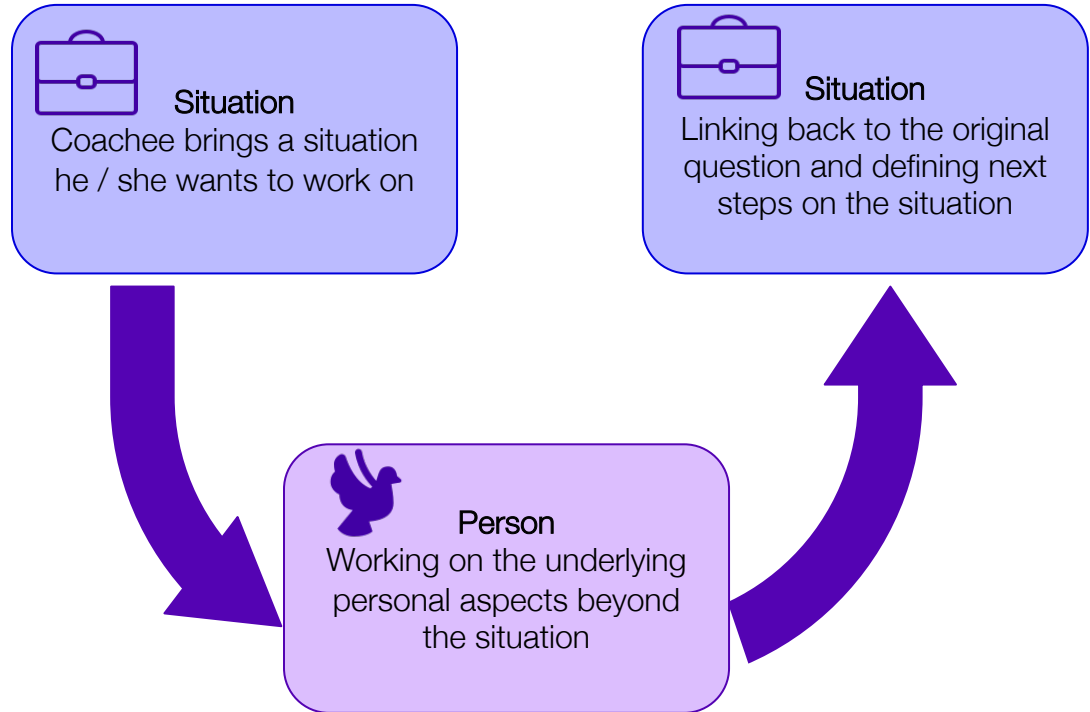 Situation
Coachee brings a situation
he / she wants to work on
Situation
Linking back to the original
question and defining next
steps on the situation
Person
Working on the underlying
personal aspects beyond
the situation